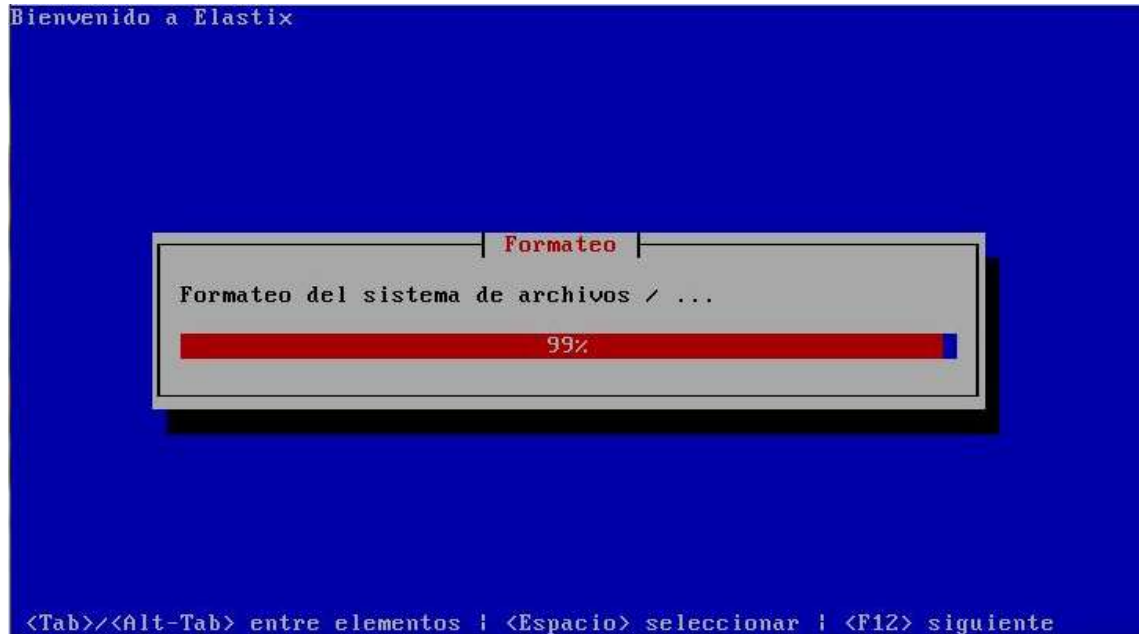 Bienvenido a Elastix
Formateo
Formateo del sistema de archivos / ...
99%
<Tab>/<Alt-Tab> entre elementos | <Espacio> seleccionar | <F12> siguiente